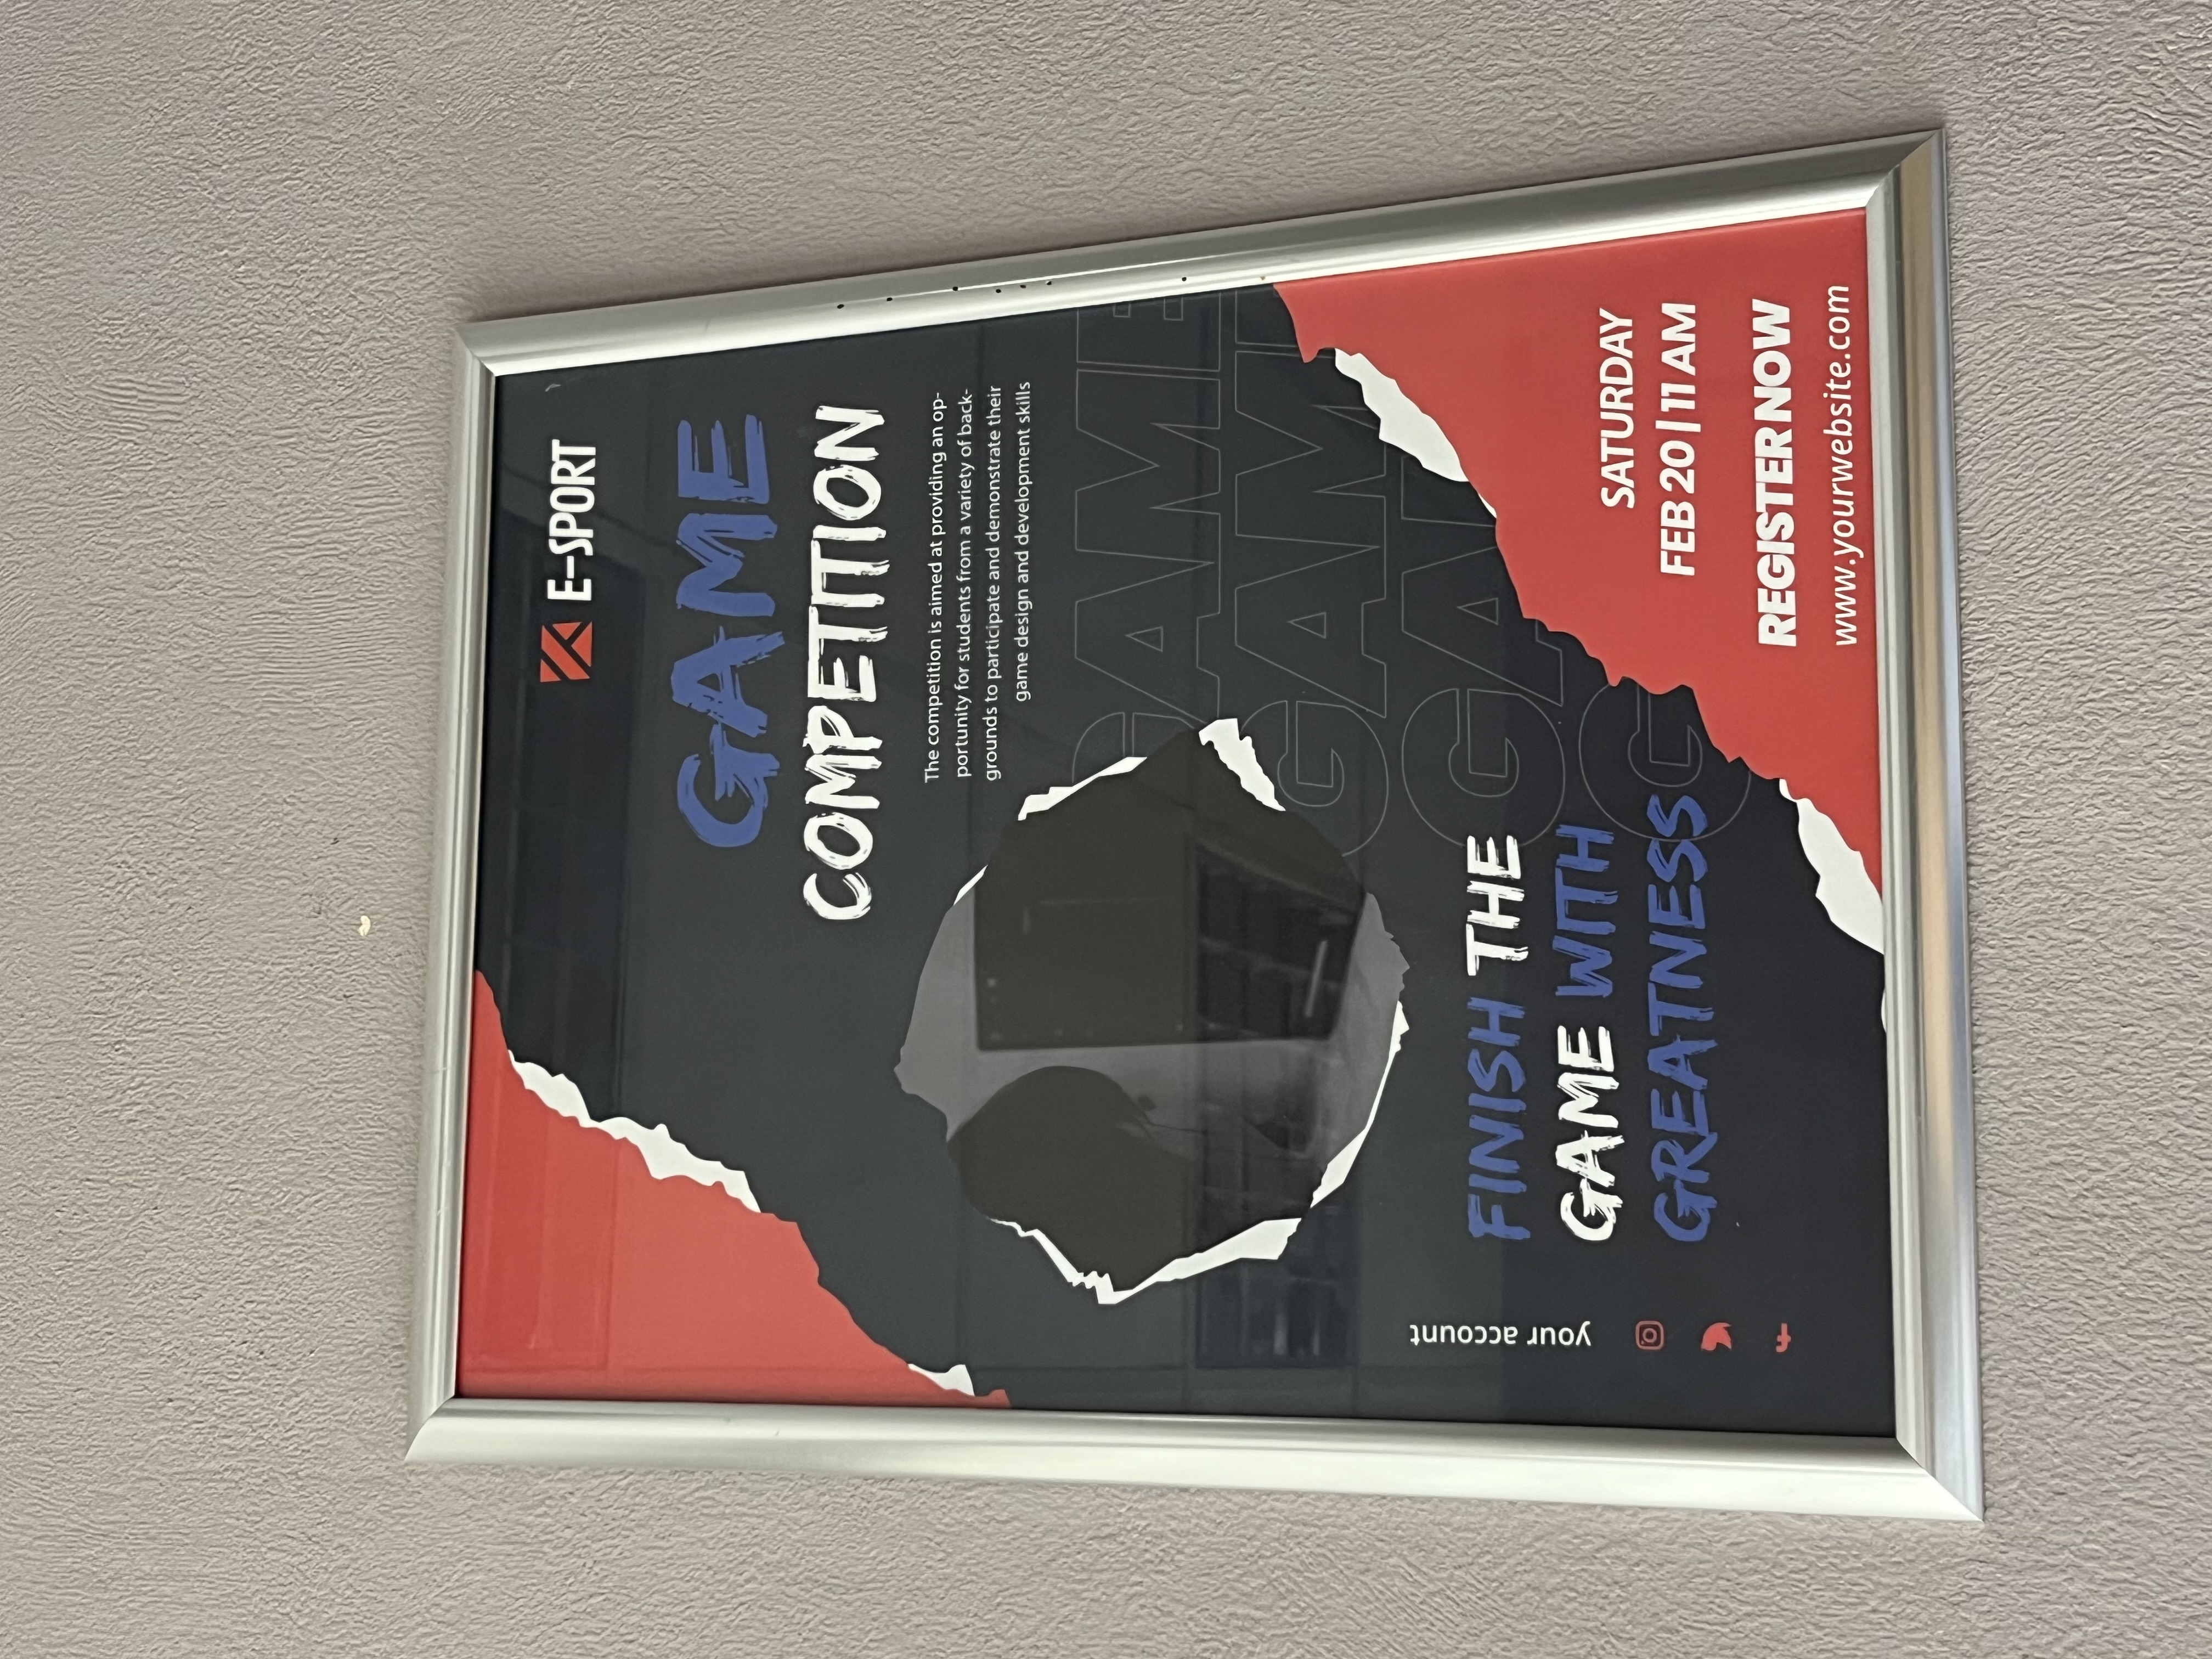 E-SPORT
GAME
COMPETITION
The competition is aimed at providing an op-
portunity for students from a variety of back-
grounds to participate and demonstrate their
game design and development skills
GAME
GAME
GAM
G
FINISH THE
GAME WITH
GREATNESS
your account
SATURDAY
FEB 20 | 11 AM
REGISTER NOW
www.yourwebsite.com